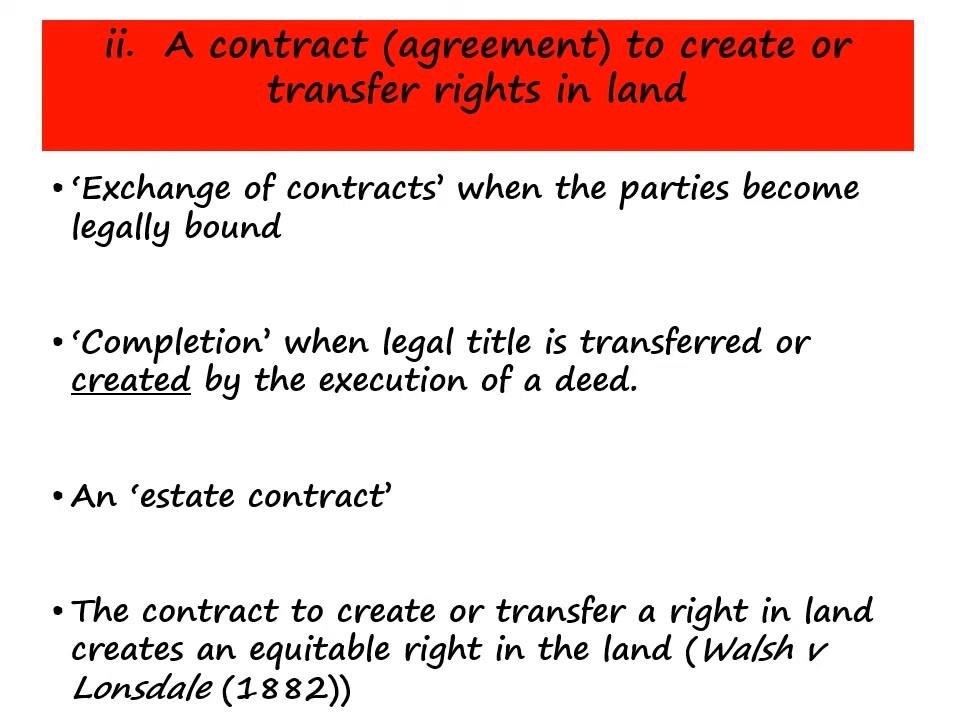 ii. A contract (agreement) to create or
transfer rights in land
• ‘Exchange of contracts’ when the parties become
legally bound
• ‘Completion’ when legal title is transferred or
created by the execution of a deed.
• An ‘estate contract’
• The contract to create or transfer a right in land
creates an equitable right in the land (Walsh v
Lonsdale (1882))